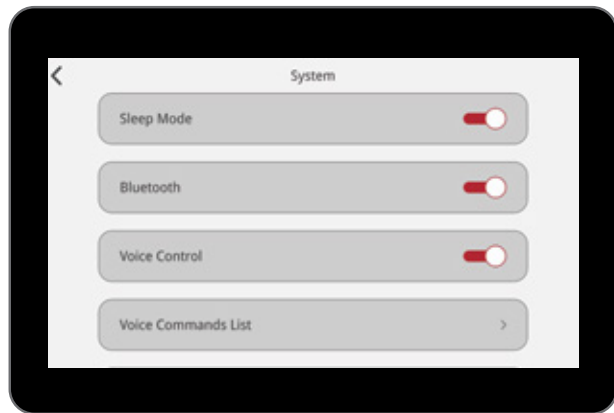 System
Sleep Mode
Bluetooth
Voice Control
Voice Commands List